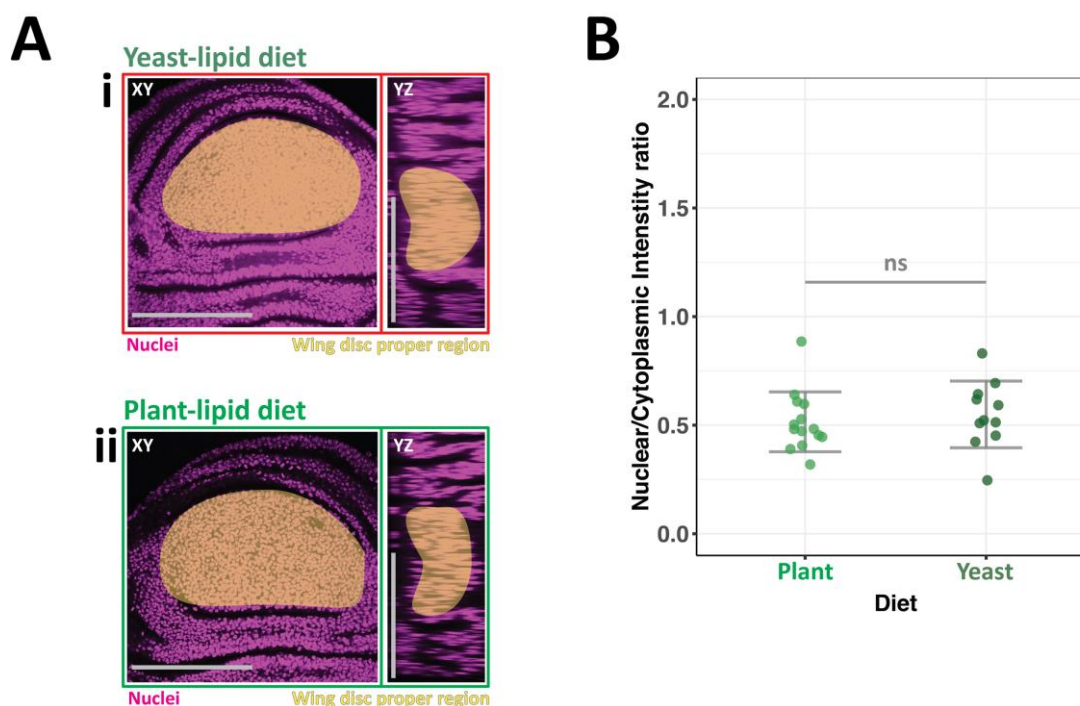 A
Yeast-lipid diet
i
XY
YZ
Nuclei
Wing disc proper region
Plant-lipid diet
ii
XY
YZ
Nuclei
Wing disc proper region
B
Nuclear/Cytoplasmic Intenstity ratio
2.0
1.5
1.0
0.5
0.0
ns
Plant
Yeast
Diet